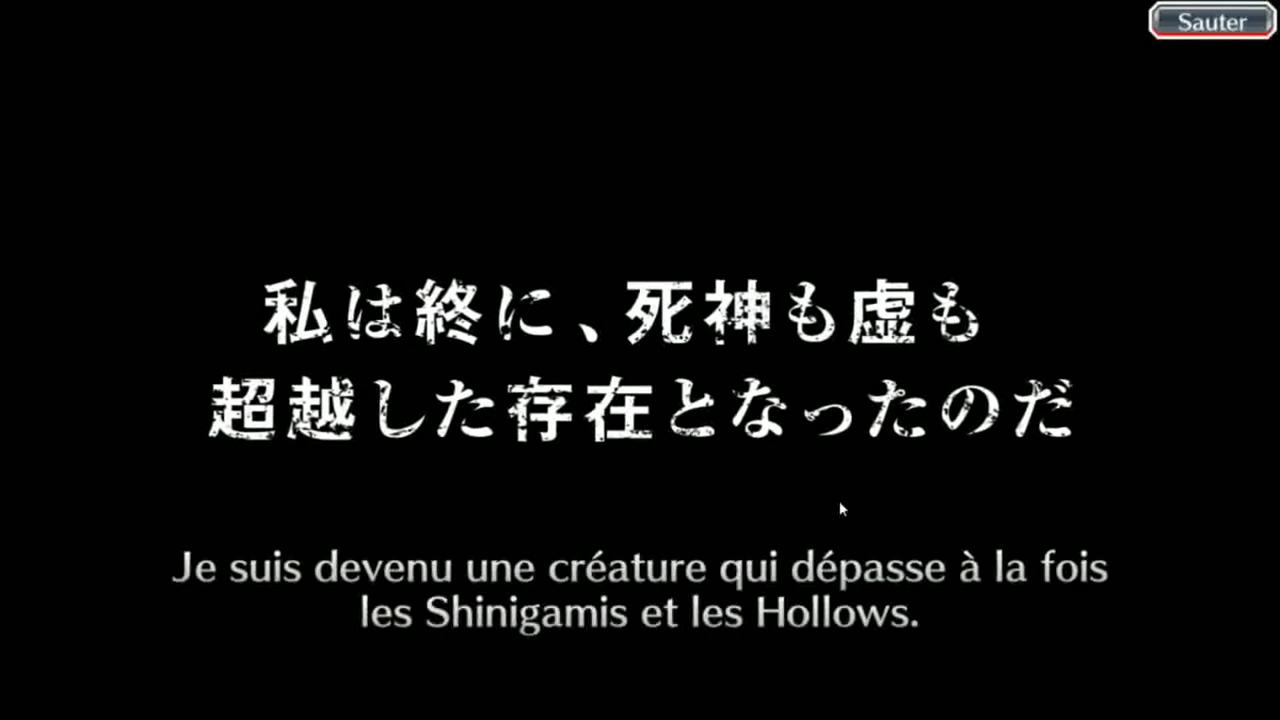 Sauter
私は終に、死神も虚も
超越した存在となったのだ
Je suis devenu une créature qui dépasse à la fois
les Shinigamis et les Hollows.